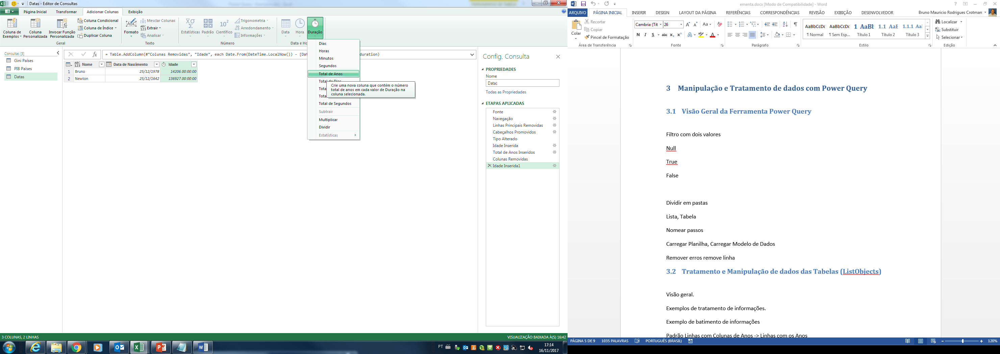 Datas - Editor de Consultas
Página Inicial Transformar Adicionar Colunas Exibição
Coluna de Exemplos
Coluna Personalizada
Invocar Função Personalizada
Coluna Condicional
Coluna de Índice
Duplicar Coluna
Geral
Formato
Mesclar Colunas
ABC 123 Extrair
Analisar
Texto
Estatísticas
Padrão
Científico
Trigonometria
Arredondamento
Informações
Número
Data
Hora
Duração
Data e Ho
Dias
Horas
Minutos
Segundos
Total de Anos
Total de Dias
Tota
Tota
Total de Segundos
Subtrair
Multiplicar
Dividir
Estatísticas
Crie uma nova coluna que contém o número
total de anos em cada valor de Duração na
coluna selecionada.
Consultas [3]
Gini Países
PIB Países
Datas
= Table.AddColumn(#"Colunas Removidas", "Idade", each Date.From(DateTime.LocalNow()) - [Dat
duration)
ABC 123 Nome Data de Nascimento Idade
1 Bruno 25/12/1978 14206.00:00:00
2 Newton 25/12/1642 136927.00:00:00
Config. Consulta
PROPRIEDADES
Nome
Datas
Todas as Propriedades
ETAPAS APLICADAS
Fonte
Navegação
Linhas Principais Removidas
Cabeçalhos Promovidos
Tipo Alterado
Idade Inserida
Total de Anos Inseridos
Colunas Removidas
Idade Inserida1
3 COLUNAS, 2 LINHAS
VISUALIZAÇÃO BAIXADA À(S) 16:42
PT
17:14
16/11/2017
ementa.docx [Modo de Compatibilidade] - Word
ARQUIVO PÁGINA INICIAL INSERIR DESIGN LAYOUT DA PÁGINA REFERÊNCIAS CORRESPONDÊNCIAS REVISÃO EXIBIÇÃO DESENVOLVEDOR
Bruno Mauricio Rodrigues Crotman
Colar
Recortar
Copiar
Pincel de Formatação
Área de Transferência
Cambria (Tít 26
N I S abc x₂ x²
Fonte
Parágrafo
AaBbCcDc AaBbCcDc 1 AaBb 1.1 AaB 1.1.1 Aa
¶ Normal ¶ Sem Esp... Título 1 Título 2 Título 3
Estilo
Localizar
Substituir
Selecionar
Edição
3 Manipulação e Tratamento de dados com Power Query
3.1 Visão Geral da Ferramenta Power Query
Filtro com dois valores
Null
True
False
Dividir em pastas
Lista, Tabela
Nomear passos
Carregar Planilha, Carregar Modelo de Dados
Remover erros remove linha
3.2 Tratamento e Manipulação de dados das Tabelas (ListObjects)
Visão geral.
Exemplos de tratamento de informações.
Exemplo de batimento de informações
Padrão Linhas com Colunas de Anos -> Linhas com os Anos
PÁGINA 5 DE 9 1035 PALAVRAS PORTUGUÊS (BRASIL) 120%